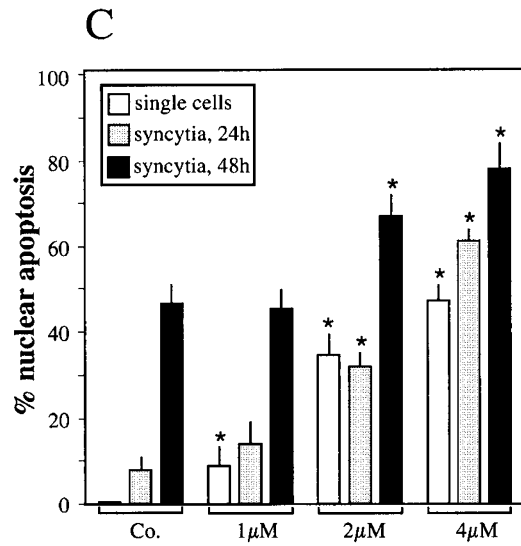 C
100
80
60
40
20
0
% nuclear apoptosis
single cells
syncytia, 24h
syncytia, 48h
*
*
*
*
*
*
*
Co.
1µM
2µM
4µM